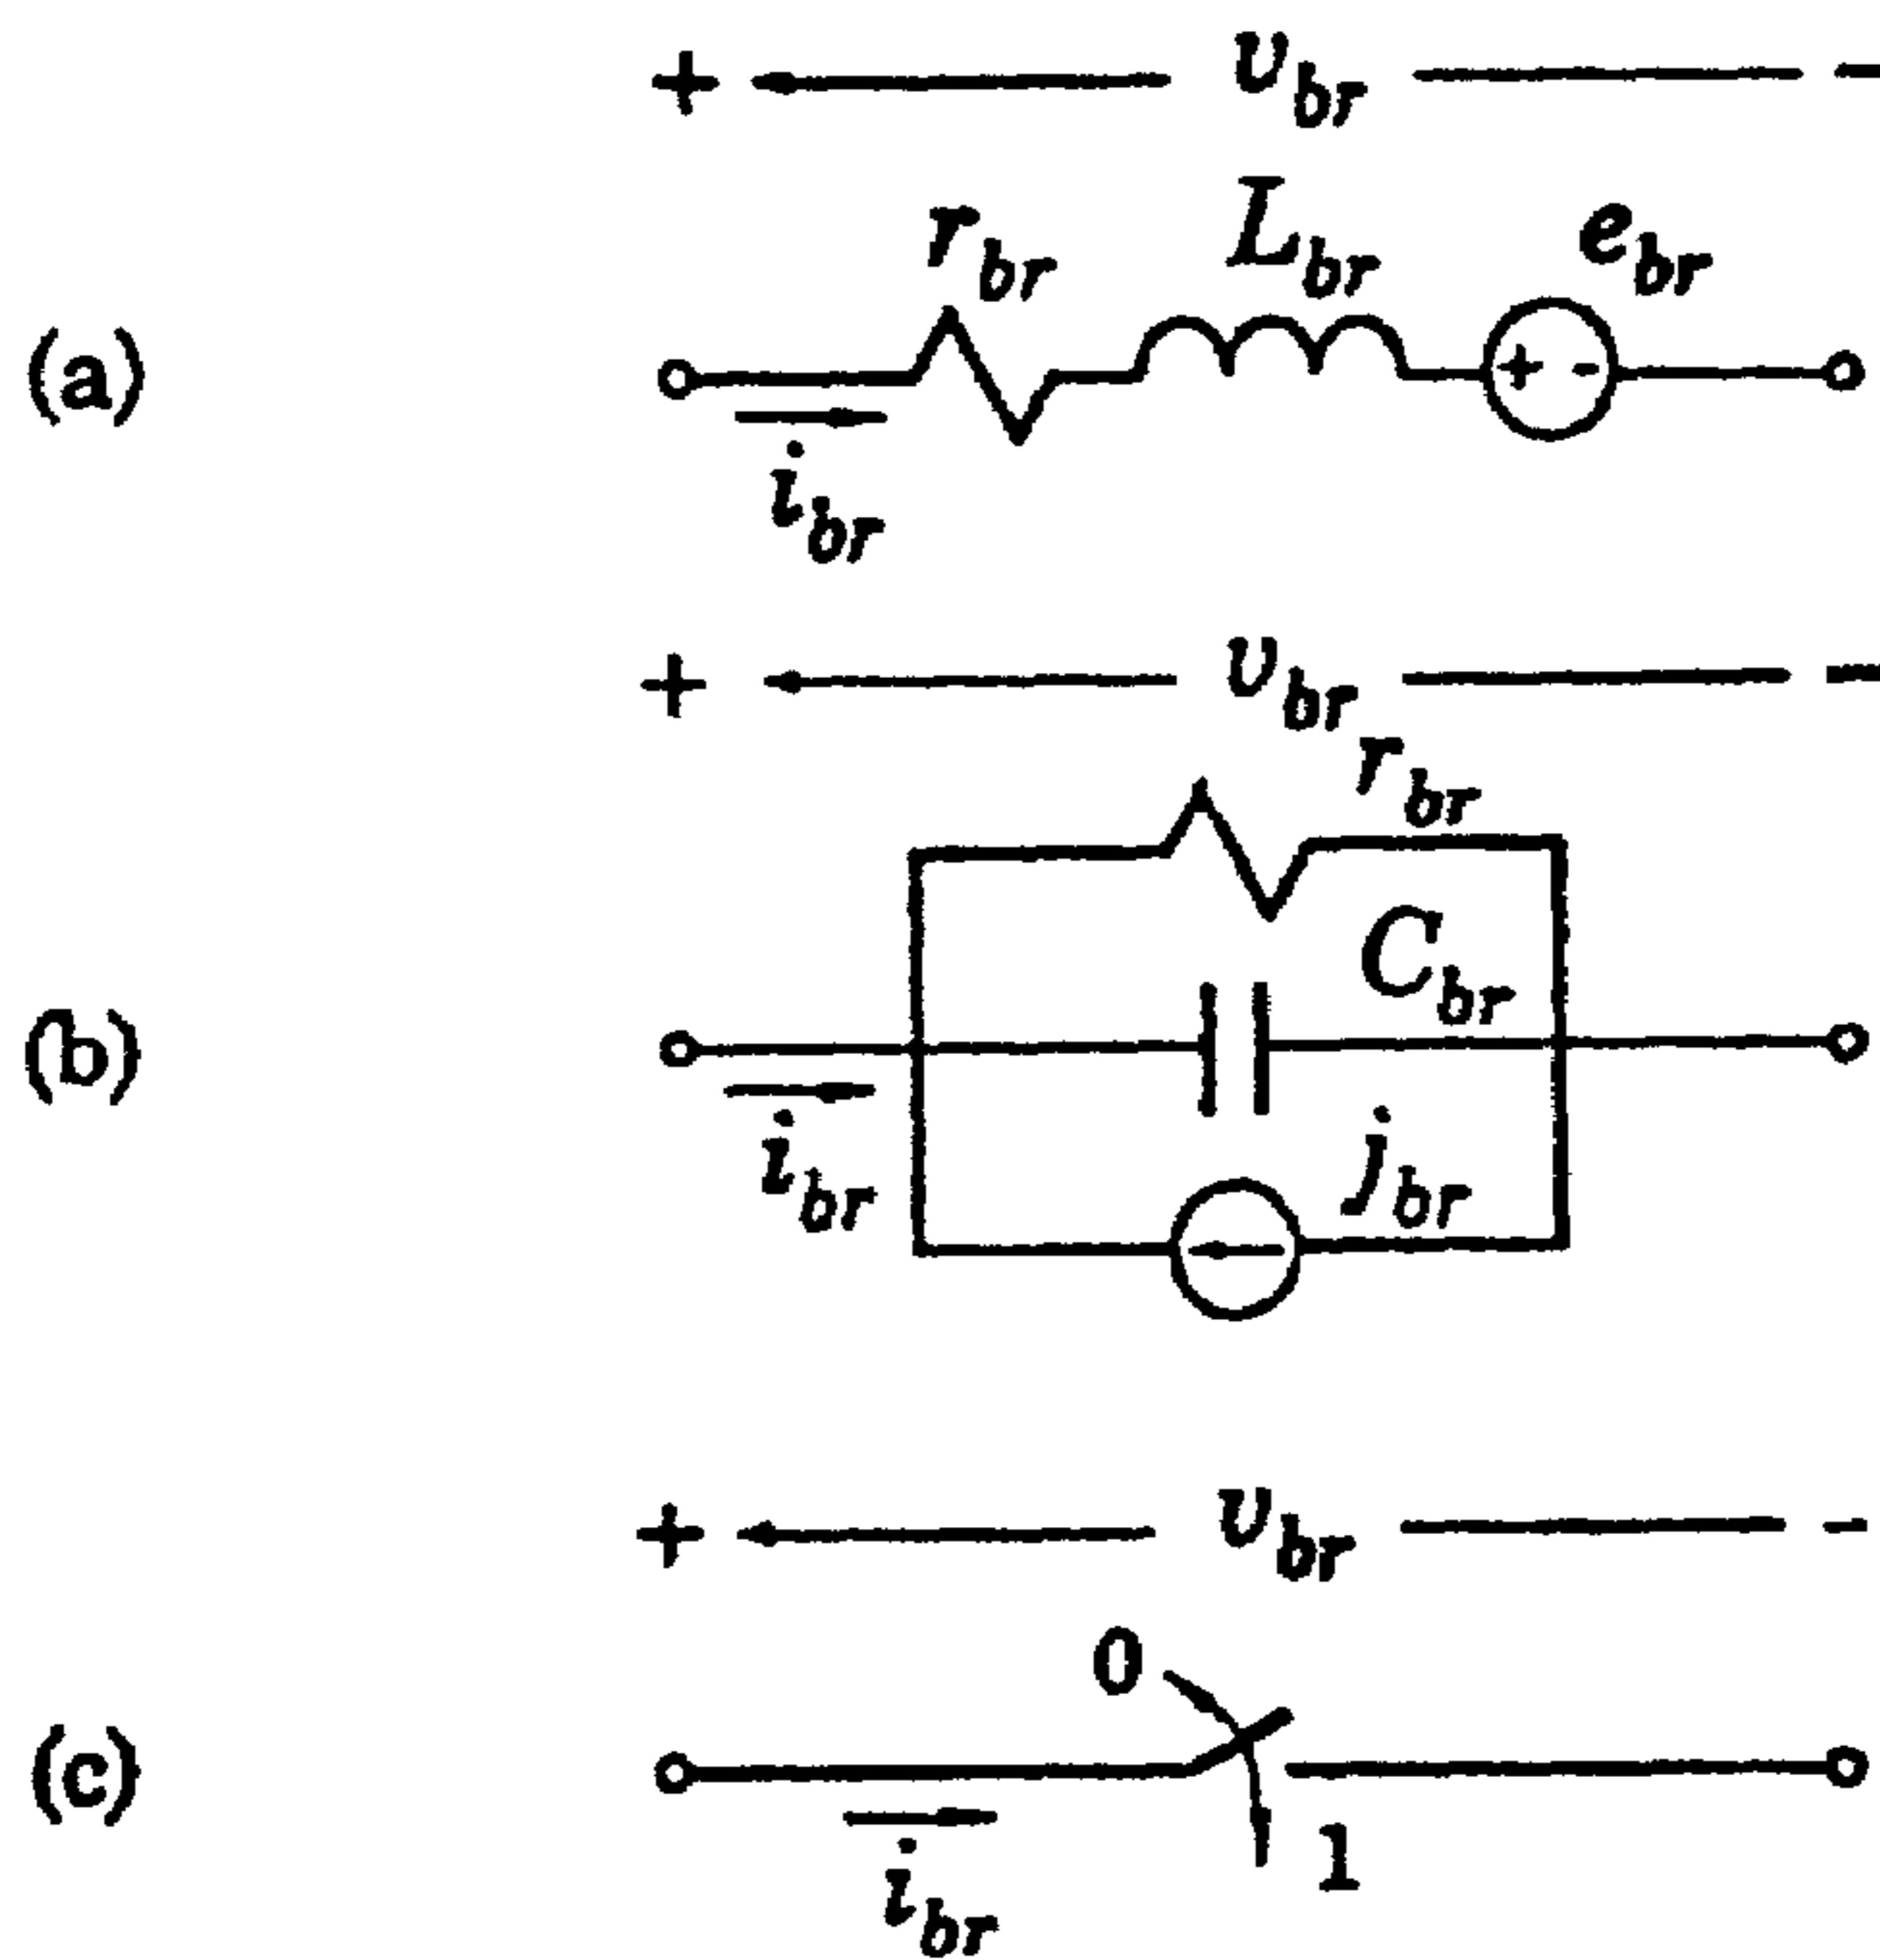 + v_br -
r_br L_br e_br
(a)
+ -
i_br
+ v_br -
r_br
C_br
(b)
i_br j_br
+ v_br -
0
(c)
1
i_br